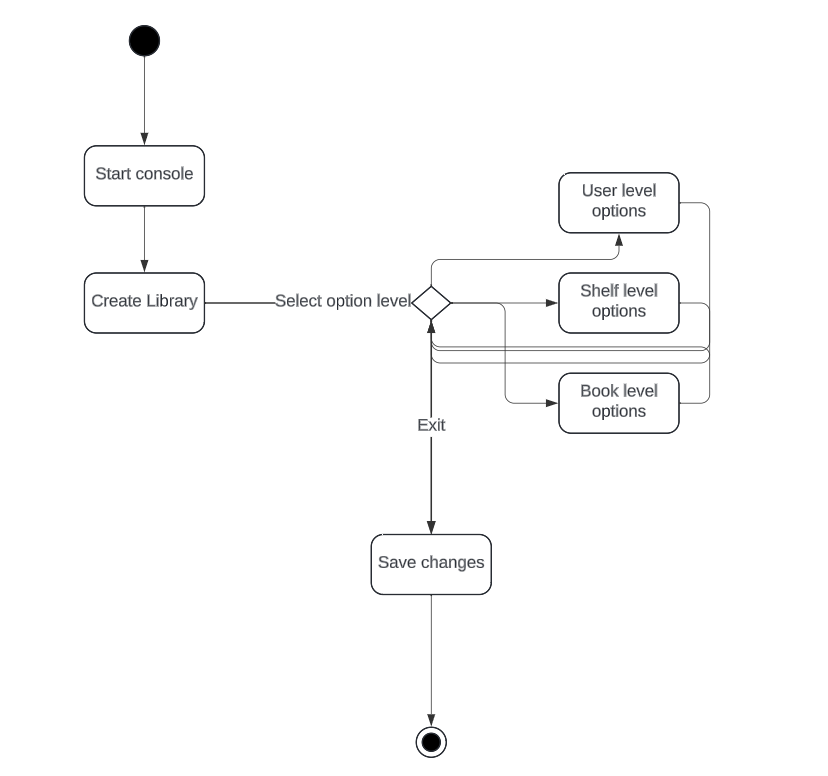 Start console
Create Library
Select option level
User level
options
Shelf level
options
Book level
options
Exit
Save changes